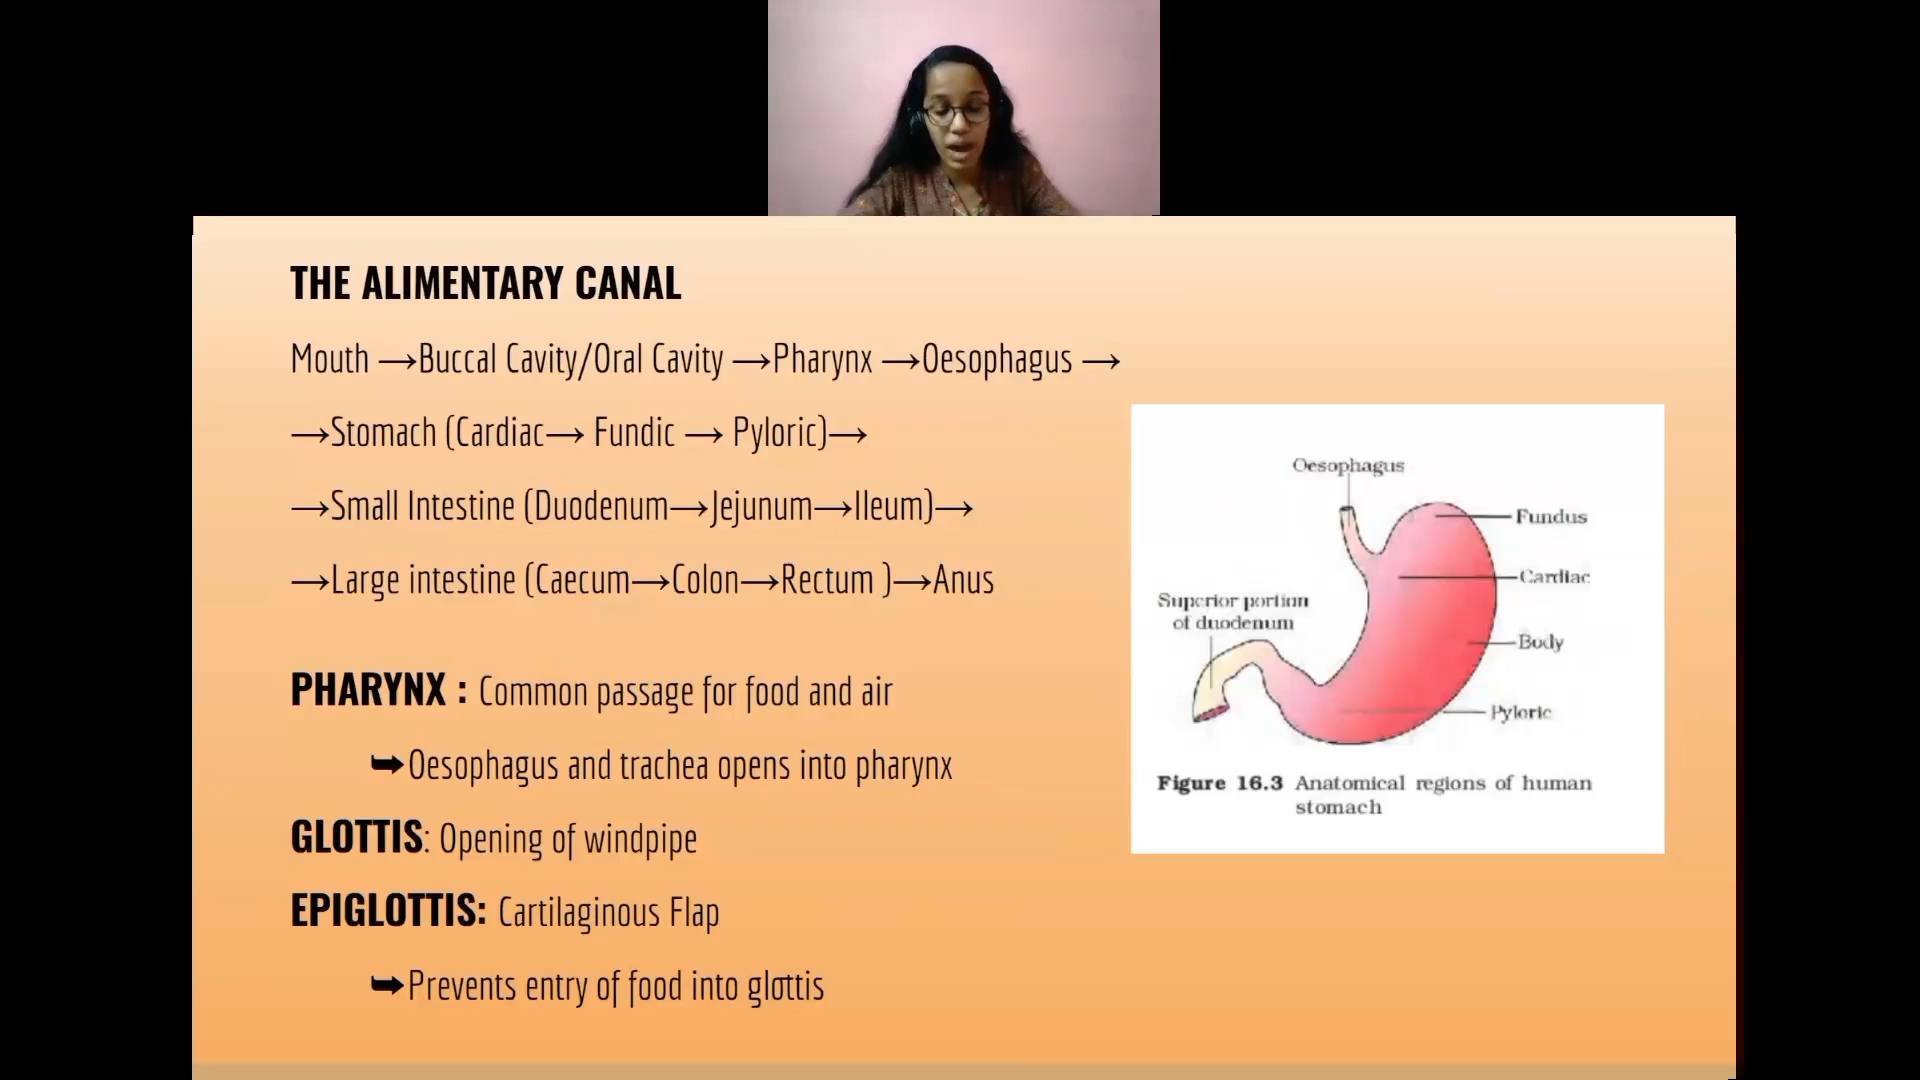 THE ALIMENTARY CANAL
Mouth →Buccal Cavity/Oral Cavity →Pharynx →Oesophagus →
→Stomach (Cardiac→ Fundic → Pyloric)→
→Small Intestine (Duodenum→Jejunum→Ileum)→
→Large intestine (Caecum→Colon→Rectum )→Anus
PHARYNX : Common passage for food and air
➥Oesophagus and trachea opens into pharynx
GLOTTIS: Opening of windpipe
EPIGLOTTIS: Cartilaginous Flap
➥Prevents entry of food into glottis
Oesophagus
Fundus
Cardiac
Superior portion
of duodenum
Body
Pyloric
Figure 16.3 Anatomical regions of human
stomach